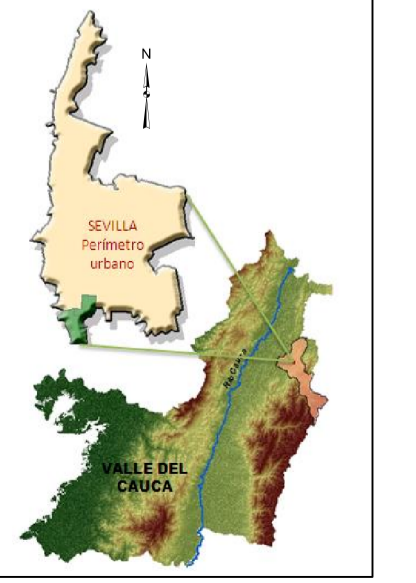 N
SEVILLA
Perímetro
urbano
Río Cauca
VALLE DEL
CAUCA